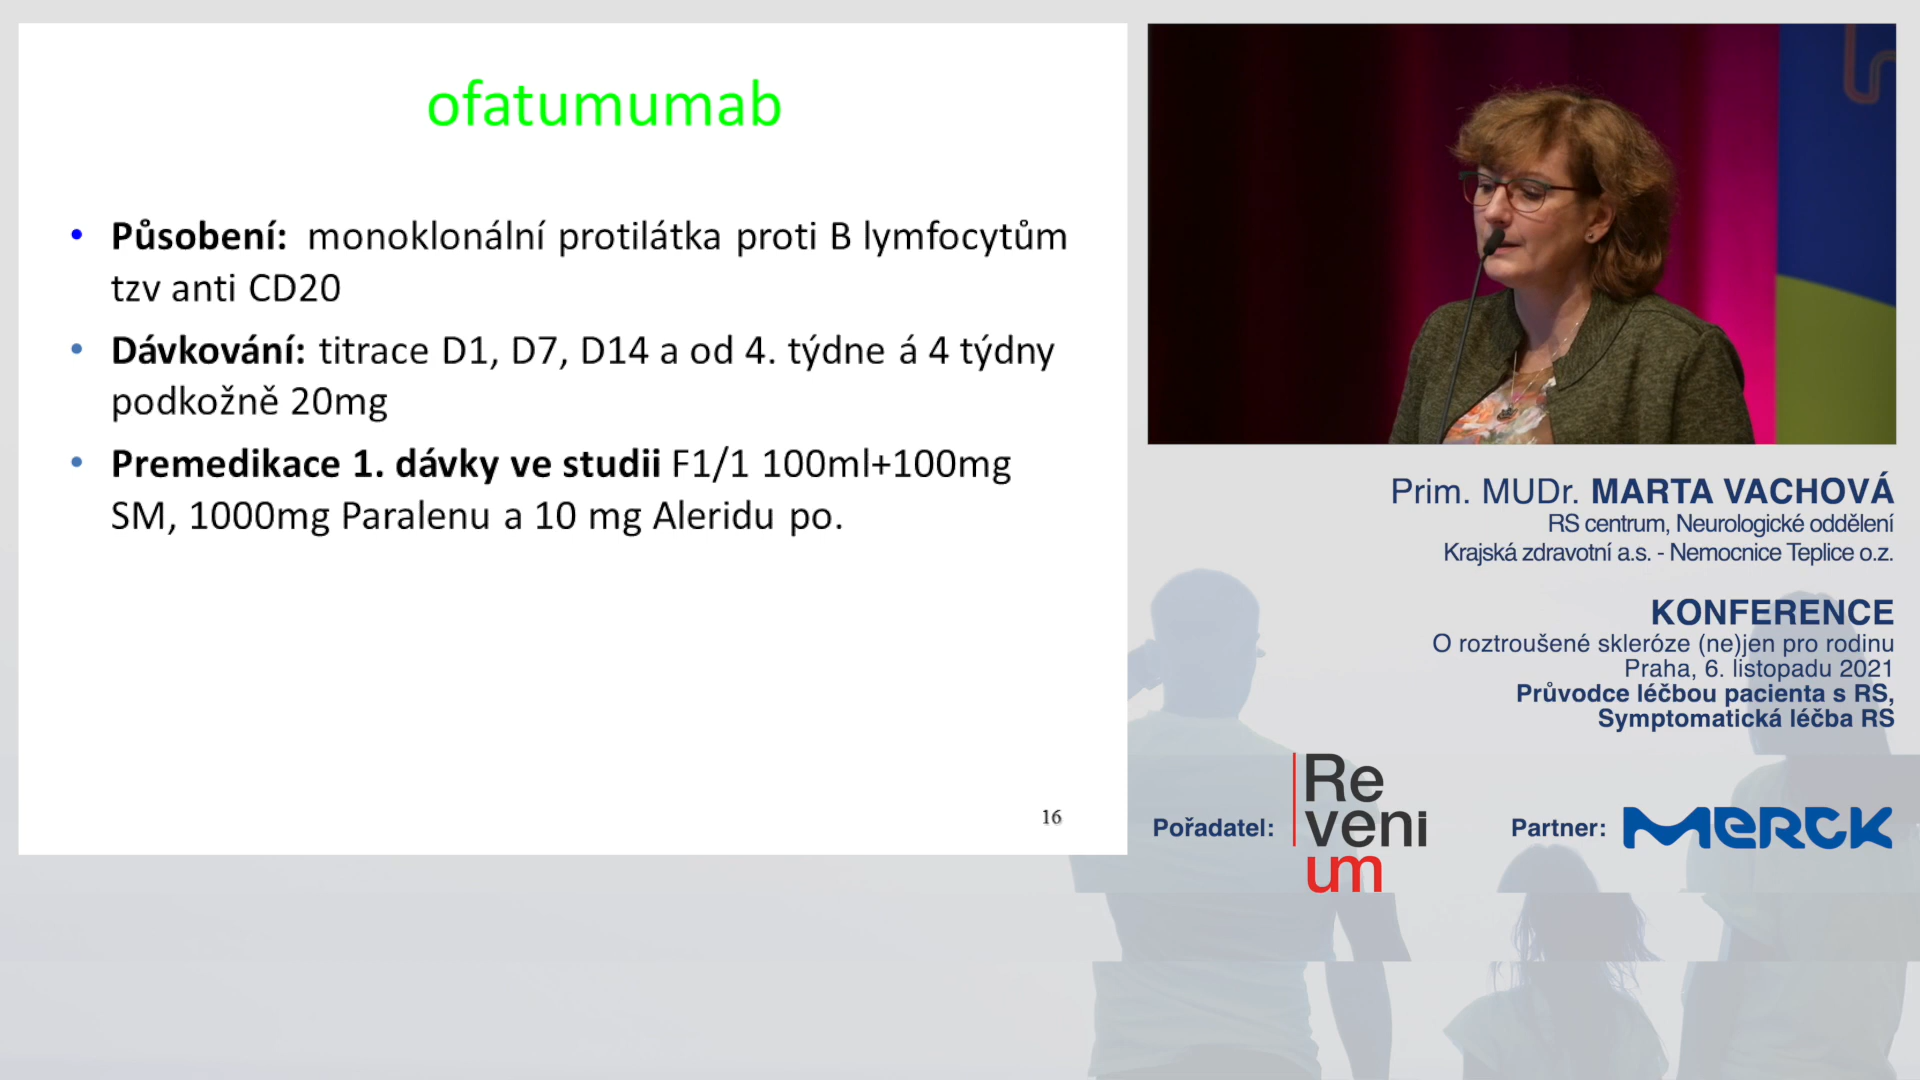 ofatumumab
• Působení: monoklonální protilátka proti B lymfocytům
tzv anti CD20
• Dávkování: titrace D1, D7, D14 a od 4. týdne á 4 týdny
podkožně 20mg
• Premedikace 1. dávky ve studii F1/1 100ml+100mg
SM, 1000mg Paralenu a 10 mg Aleridu po.
16
Prim. MUDr. MARTA VACHOVÁ
RS centrum, Neurologické oddělení
Krajská zdravotní a.s. - Nemocnice Teplice o.z.
KONFERENCE
O roztroušené skleróze (ne)jen pro rodinu
Praha, 6. listopadu 2021
Průvodce léčbou pacienta s RS,
Symptomatická léčba RS
Pořadatel:
Re
veni
um
Partner:
MERCK